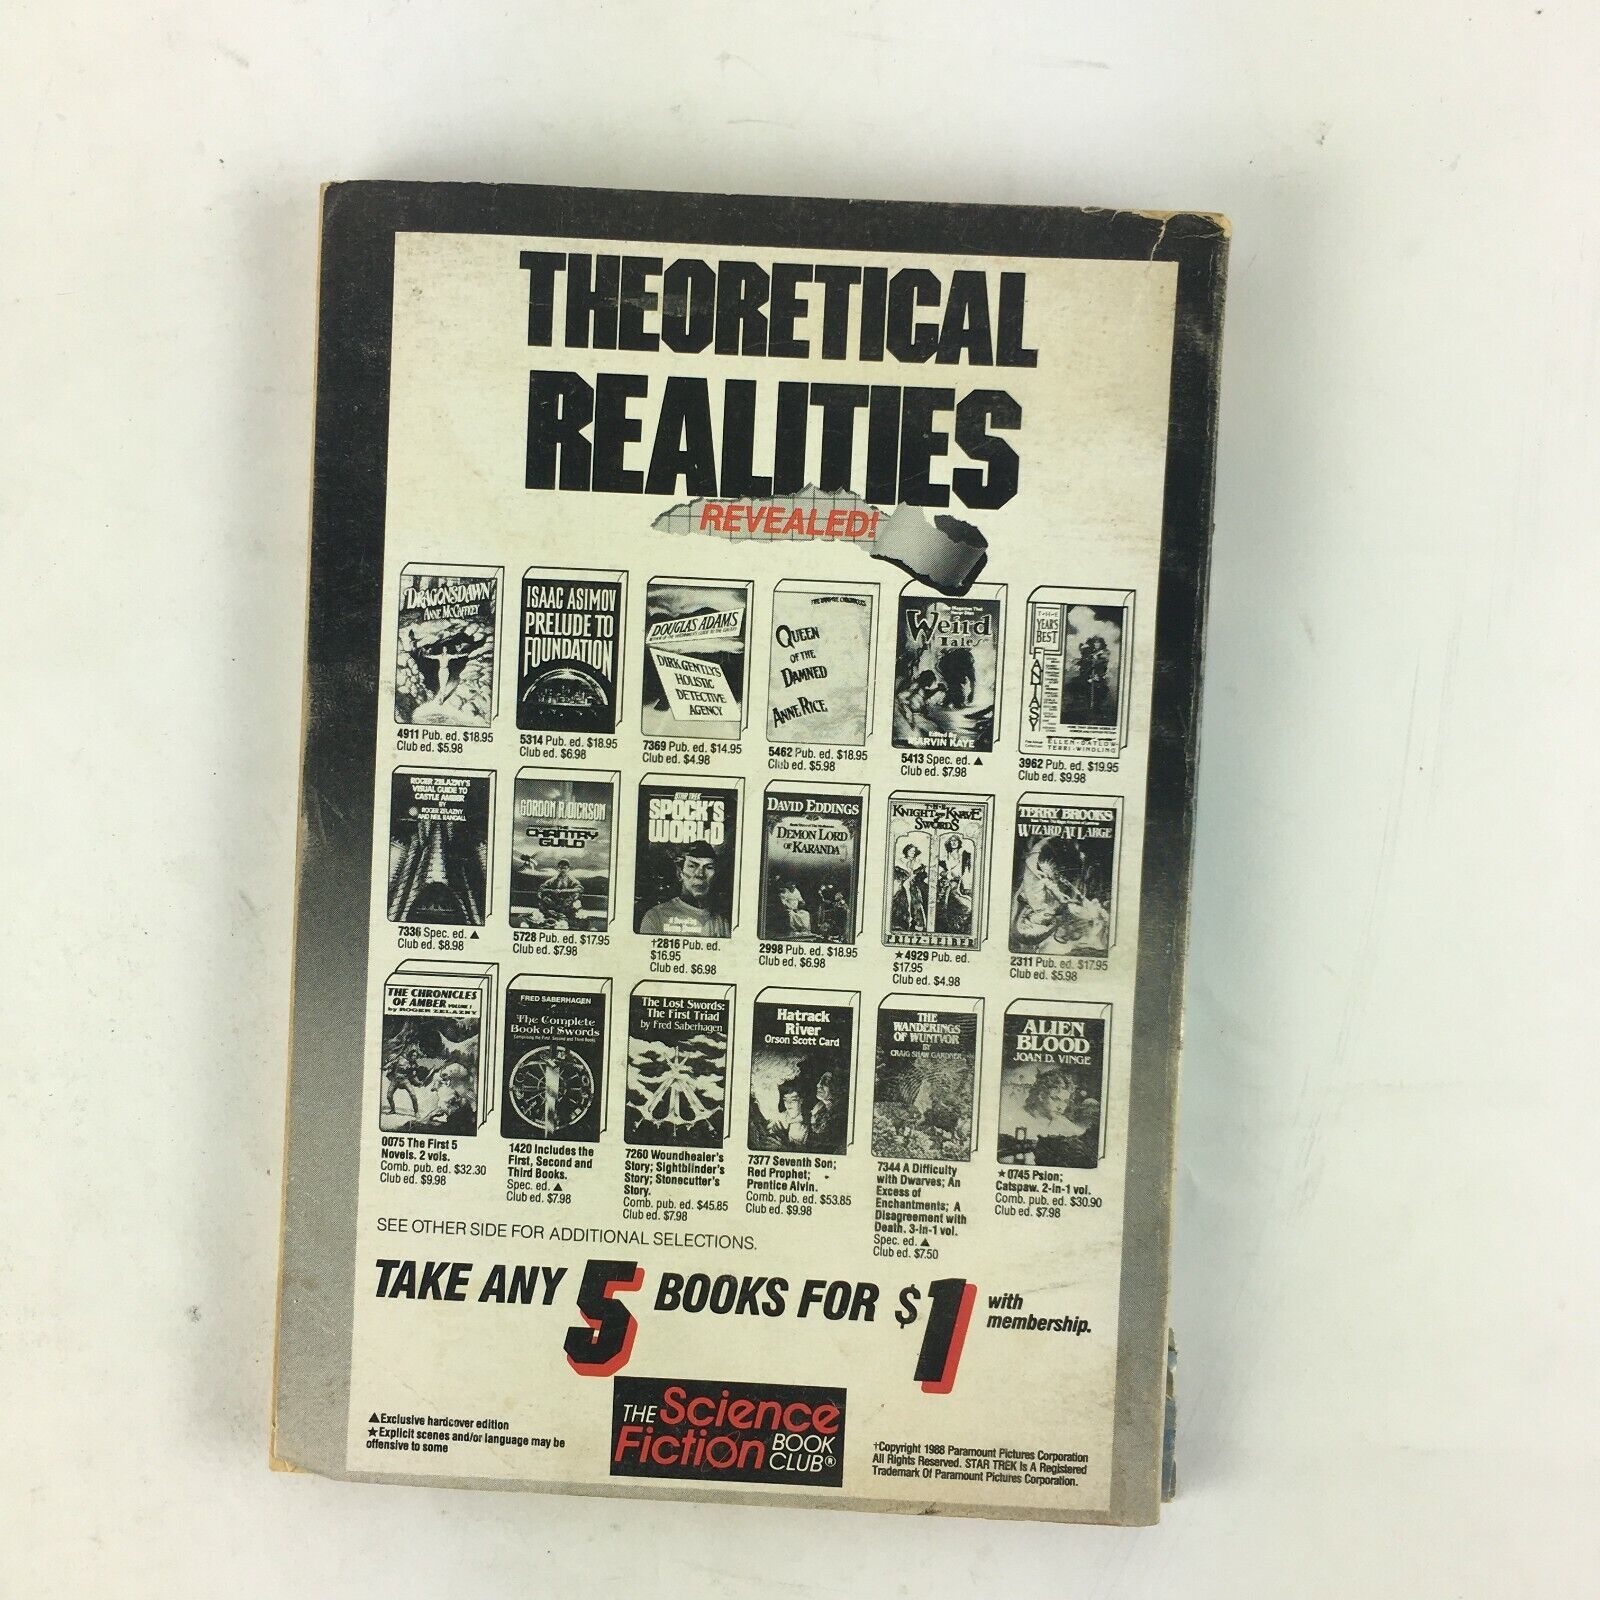 THEORETICAL
REALITIES
REVEALED!
DRAGONSDAWN
ANNE McCAFFREY
4911 Pub. ed. $18.95
Club ed. $5.98
ISAAC ASIMOV
PRELUDE TO
FOUNDATION
5314 Pub. ed. $18.95
Club ed. $6.98
DOUGLAS ADAMS
DIRK GENTLY'S
HOLISTIC
DETECTIVE
AGENCY
7369 Pub. ed. $14.95
Club ed. $4.98
THE VAMPIRE CHRONICLES
QUEEN
OF THE
DAMNED
ANNE RICE
5462 Pub. ed. $18.95
Club ed. $5.98
Weird
Tales
Edited by
MARVIN KAYE
5413 Spec. ed. ▲
Club ed. $7.98
THE
YEAR'S
BEST
FANTASY
ELLEN DATLOW
TERRI WINDLING
3962 Pub. ed. $19.95
Club ed. $9.98
ROGER ZELAZNY'S
VISUAL GUIDE TO
CASTLE AMBER
BY
ROGER ZELAZNY
AND NEIL RANDALL
7336 Spec. ed. ▲
Club ed. $8.98
GORDON R. DICKSON
THE
CHANTRY
GUILD
5728 Pub. ed. $17.95
Club ed. $7.98
STAR TREK
SPOCK'S
WORLD
†2816 Pub. ed.
$16.95
Club ed. $6.98
DAVID EDDINGS
DEMON LORD
OF KARANDA
2998 Pub. ed. $18.95
Club ed. $6.98
THE
KNIGHT AND KNAVE
OF SWORDS
FRITZ LEIBER
★4929 Pub. ed.
$17.95
Club ed. $4.98
TERRY BROOKS
WIZARD AT LARGE
2311 Pub. ed. $17.95
Club ed. $5.98
THE CHRONICLES
OF AMBER VOLUME I
by ROGER ZELAZNY
0075 The First 5
Novels. 2 vols.
Comb. pub. ed. $32.30
Club ed. $9.98
FRED SABERHAGEN
The Complete
Book of Swords
Comprising the First, Second and Third Books
1420 Includes the
First, Second and
Third Books.
Spec. ed. ▲
Club ed. $7.98
The Lost Swords:
The First Triad
by Fred Saberhagen
7260 Woundhealer's
Story; Sightblinder's
Story; Stonecutter's
Story.
Comb. pub. ed. $45.85
Club ed. $7.98
Hatrack
River
Orson Scott Card
7377 Seventh Son;
Red Prophet;
Prentice Alvin.
Comb. pub. ed. $53.85
Club ed. $9.98
THE
WANDERINGS
OF WUNTVOR
BY
CRAIG SHAW GARDNER
7344 A Difficulty
with Dwarves; An
Excess of
Enchantments; A
Disagreement with
Death. 3-in-1 vol.
Spec. ed. ▲
Club ed. $7.50
ALIEN
BLOOD
JOAN D. VINGE
★0745 Psion;
Catspaw. 2-in-1 vol.
Comb. pub. ed. $30.90
Club ed. $7.98
SEE OTHER SIDE FOR ADDITIONAL SELECTIONS.
TAKE ANY 5 BOOKS FOR $1 with
membership.
▲Exclusive hardcover edition
★Explicit scenes and/or language may be
offensive to some
THE Science
Fiction BOOK
CLUB®
†Copyright 1988 Paramount Pictures Corporation
All Rights Reserved. STAR TREK Is A Registered
Trademark Of Paramount Pictures Corporation.